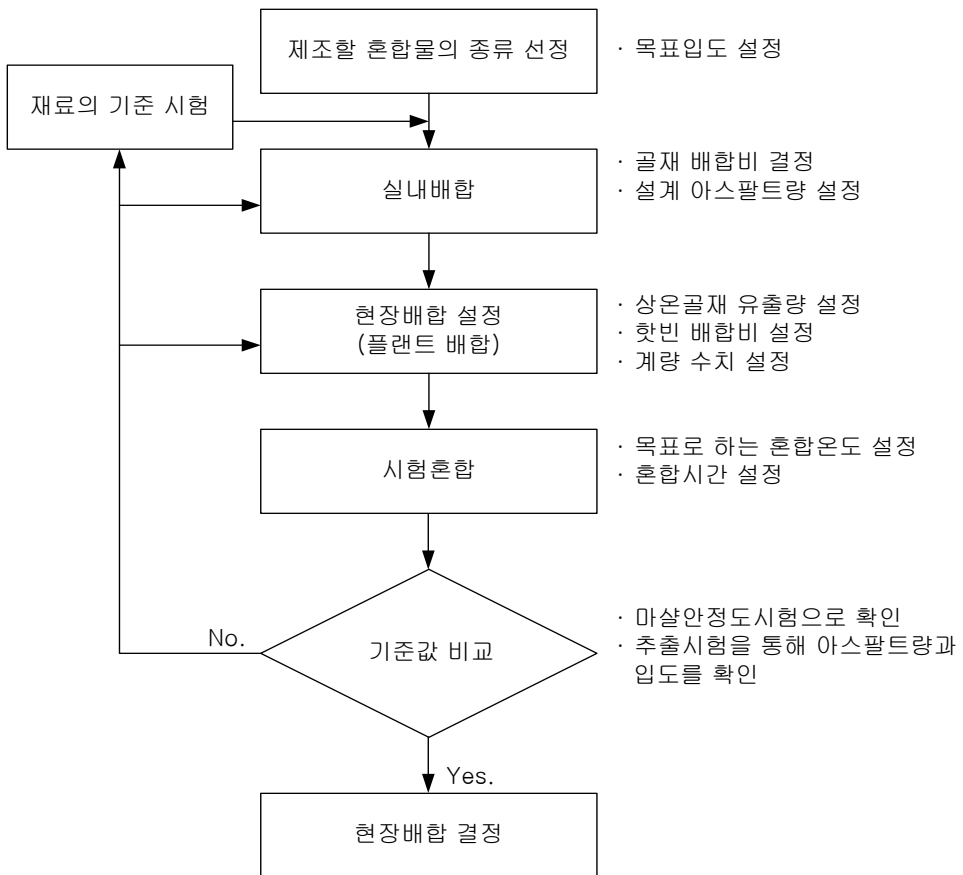 제조할 혼합물의 종류 선정
· 목표입도 설정
재료의 기준 시험
실내배합
· 골재 배합비 결정
· 설계 아스팔트량 설정
현장배합 설정
(플랜트 배합)
· 상온골재 유출량 설정
· 핫빈 배합비 설정
· 계량 수치 설정
시험혼합
· 목표로 하는 혼합온도 설정
· 혼합시간 설정
기준값 비교
No.
· 마샬안정도시험으로 확인
· 추출시험을 통해 아스팔트량과
입도를 확인
Yes.
현장배합 결정